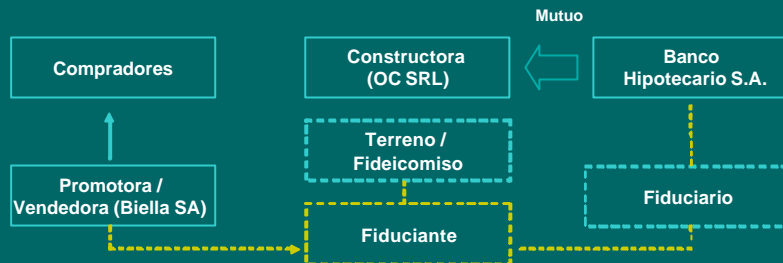 Mutuo
Compradores
Constructora
(OC SRL)
Banco
Hipotecario S.A.
Terreno /
Fideicomiso
Promotora /
Vendedora (Biella SA)
Fiduciario
Fiduciante